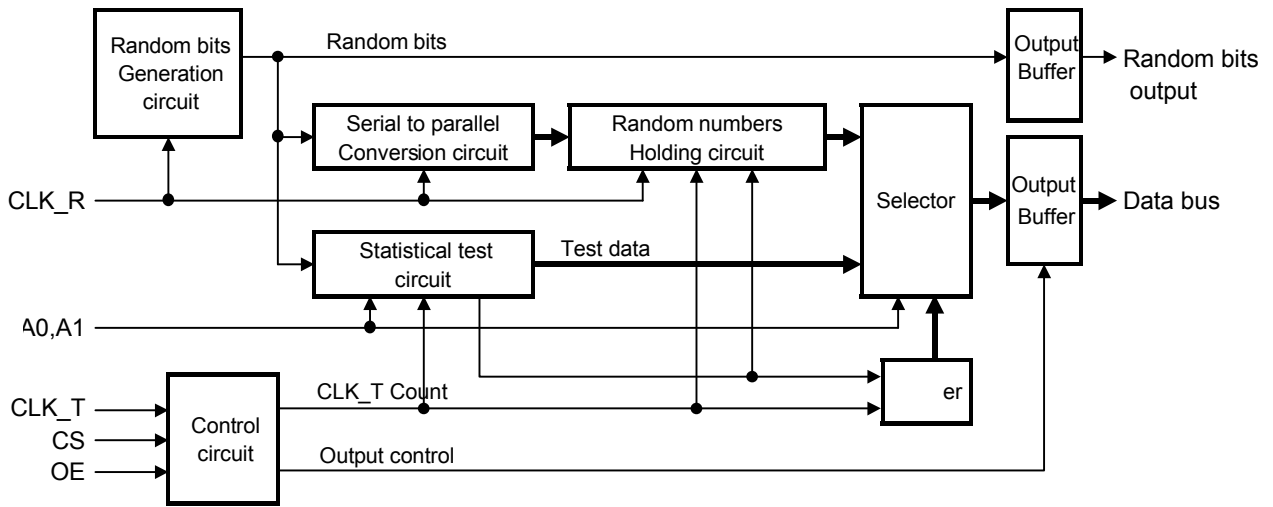 Random bits
Generation
circuit
Random bits
Output
Buffer
Random bits
output
Serial to parallel
Conversion circuit
Random numbers
Holding circuit
Selector
Output
Buffer
Data bus
CLK_R
Statistical test
circuit
Test data
A0,A1
CLK_T
CS
OE
Control
circuit
CLK_T Count
er
Output control